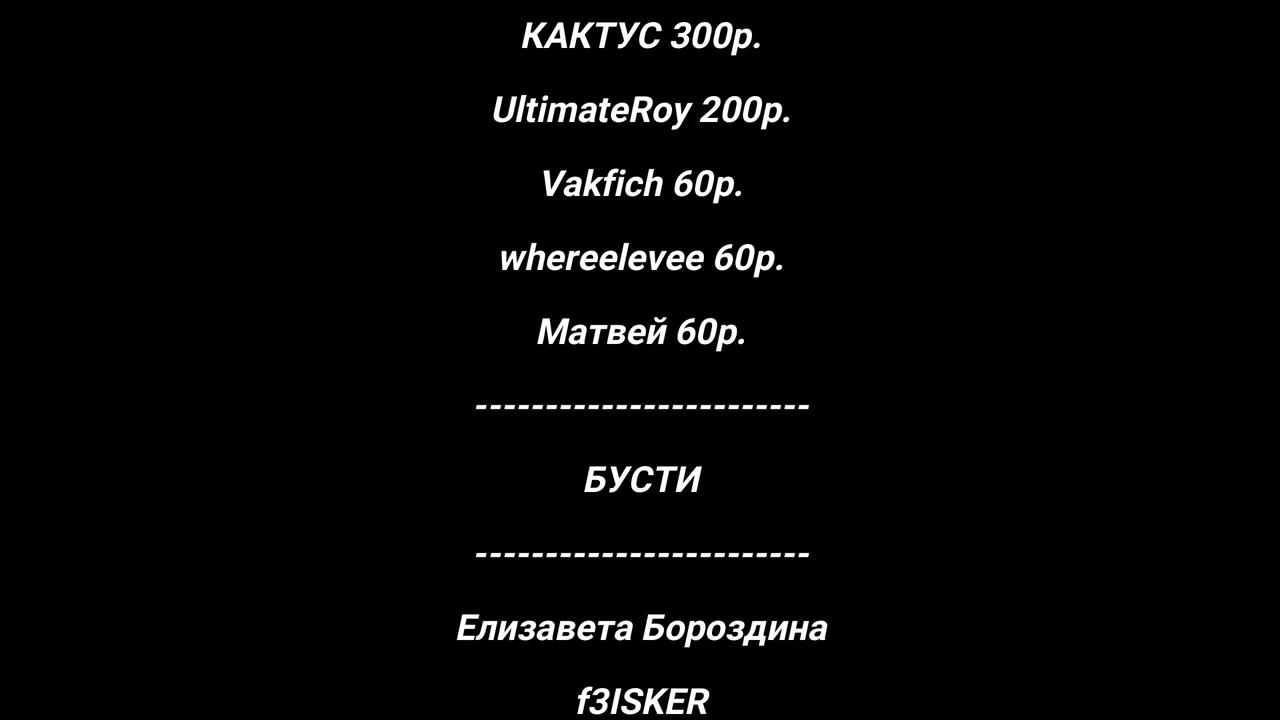 КАКТУС 300р.
UltimateRoy 200р.
Vakfich 60р.
whereelevee 60р.
Матвей 60р.
------------------------
БУСТИ
------------------------
Елизавета Бороздина
f3ISKER